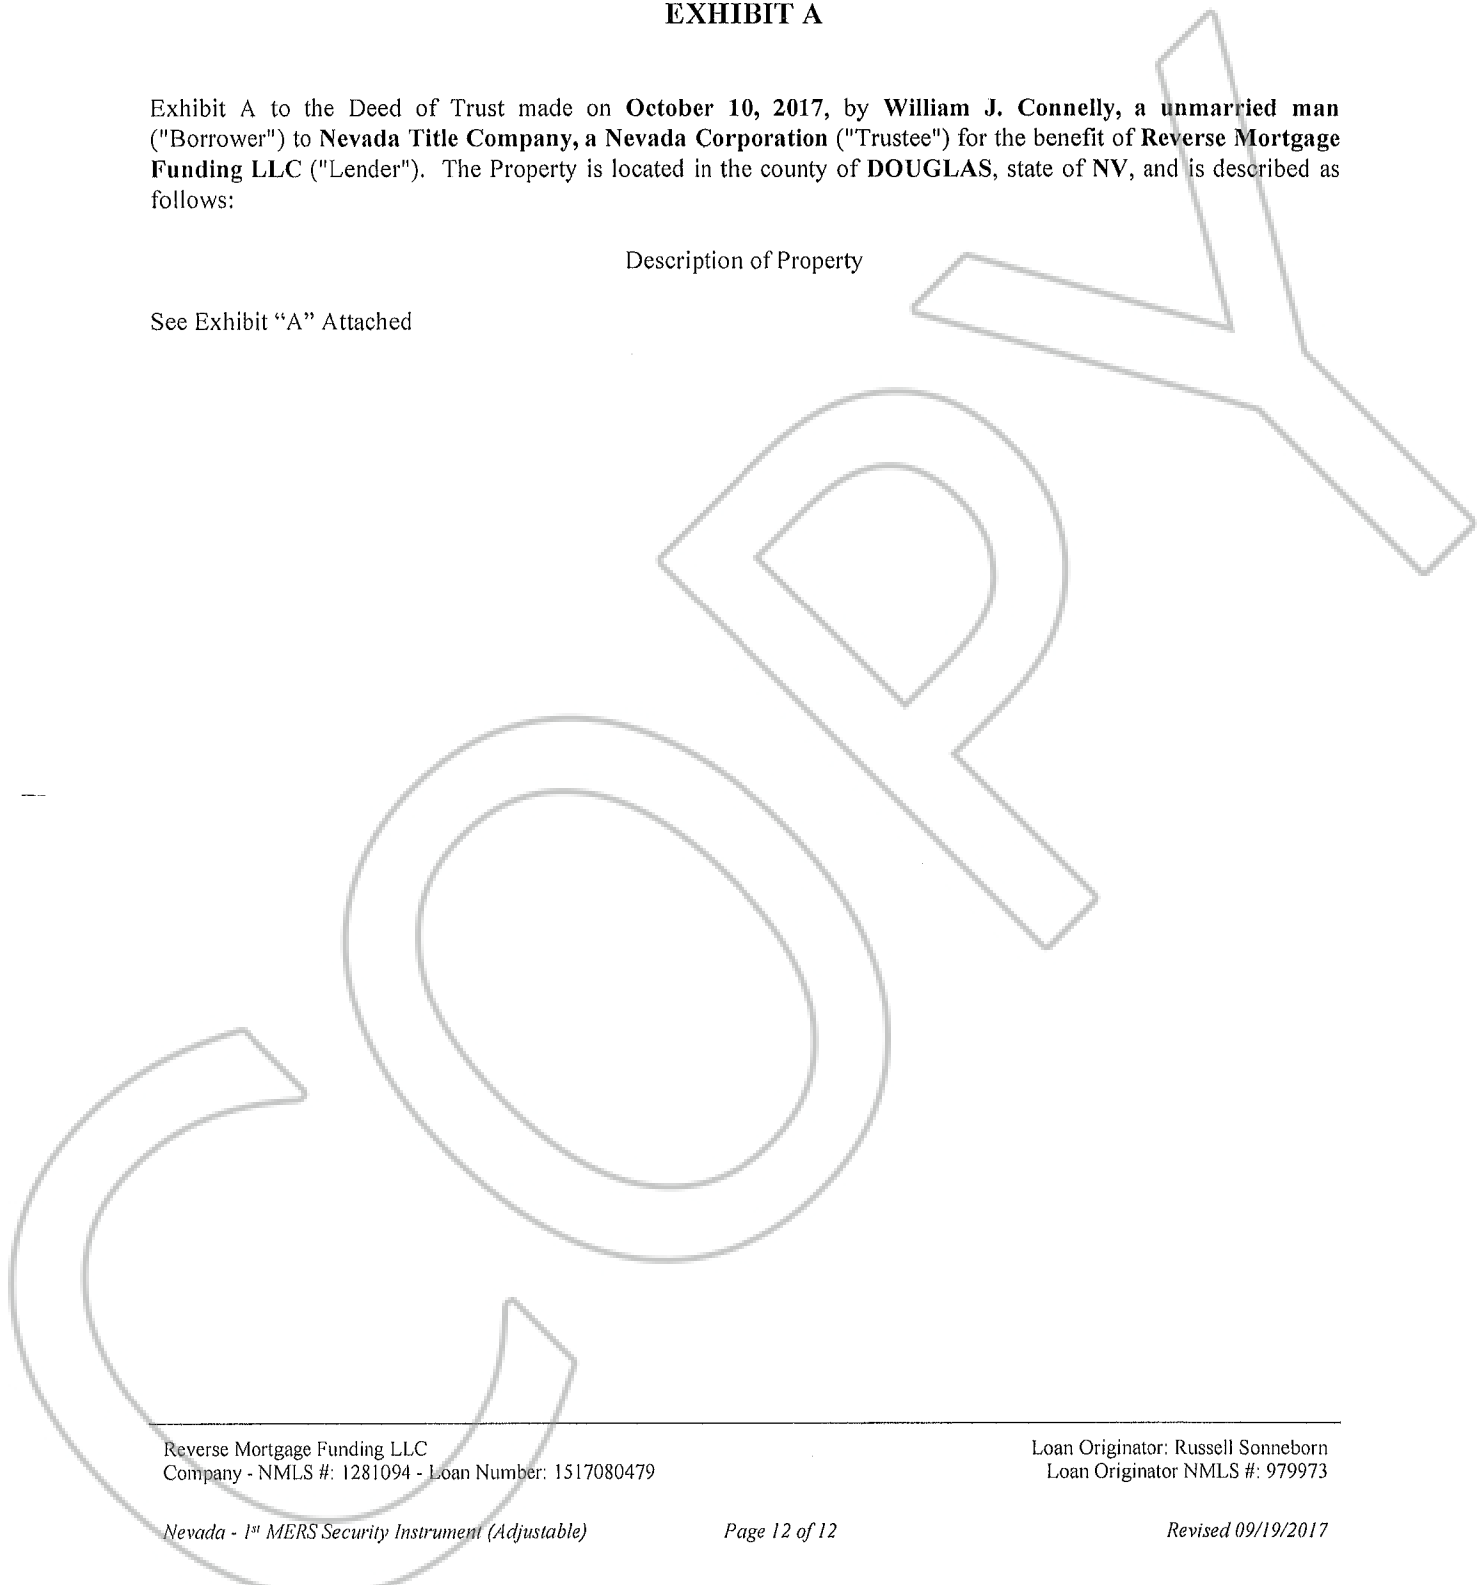 EXHIBIT A
Exhibit A to the Deed of Trust made on October 10, 2017, by William J. Connelly, a unmarried man
("Borrower") to Nevada Title Company, a Nevada Corporation ("Trustee") for the benefit of Reverse Mortgage
Funding LLC ("Lender"). The Property is located in the county of DOUGLAS, state of NV, and is described as
follows:
Description of Property
See Exhibit “A” Attached
COPY
Reverse Mortgage Funding LLC
Company - NMLS #: 1281094 - Loan Number: 1517080479
Loan Originator: Russell Sonneborn
Loan Originator NMLS #: 979973
Nevada - 1st MERS Security Instrument (Adjustable)
Page 12 of 12
Revised 09/19/2017